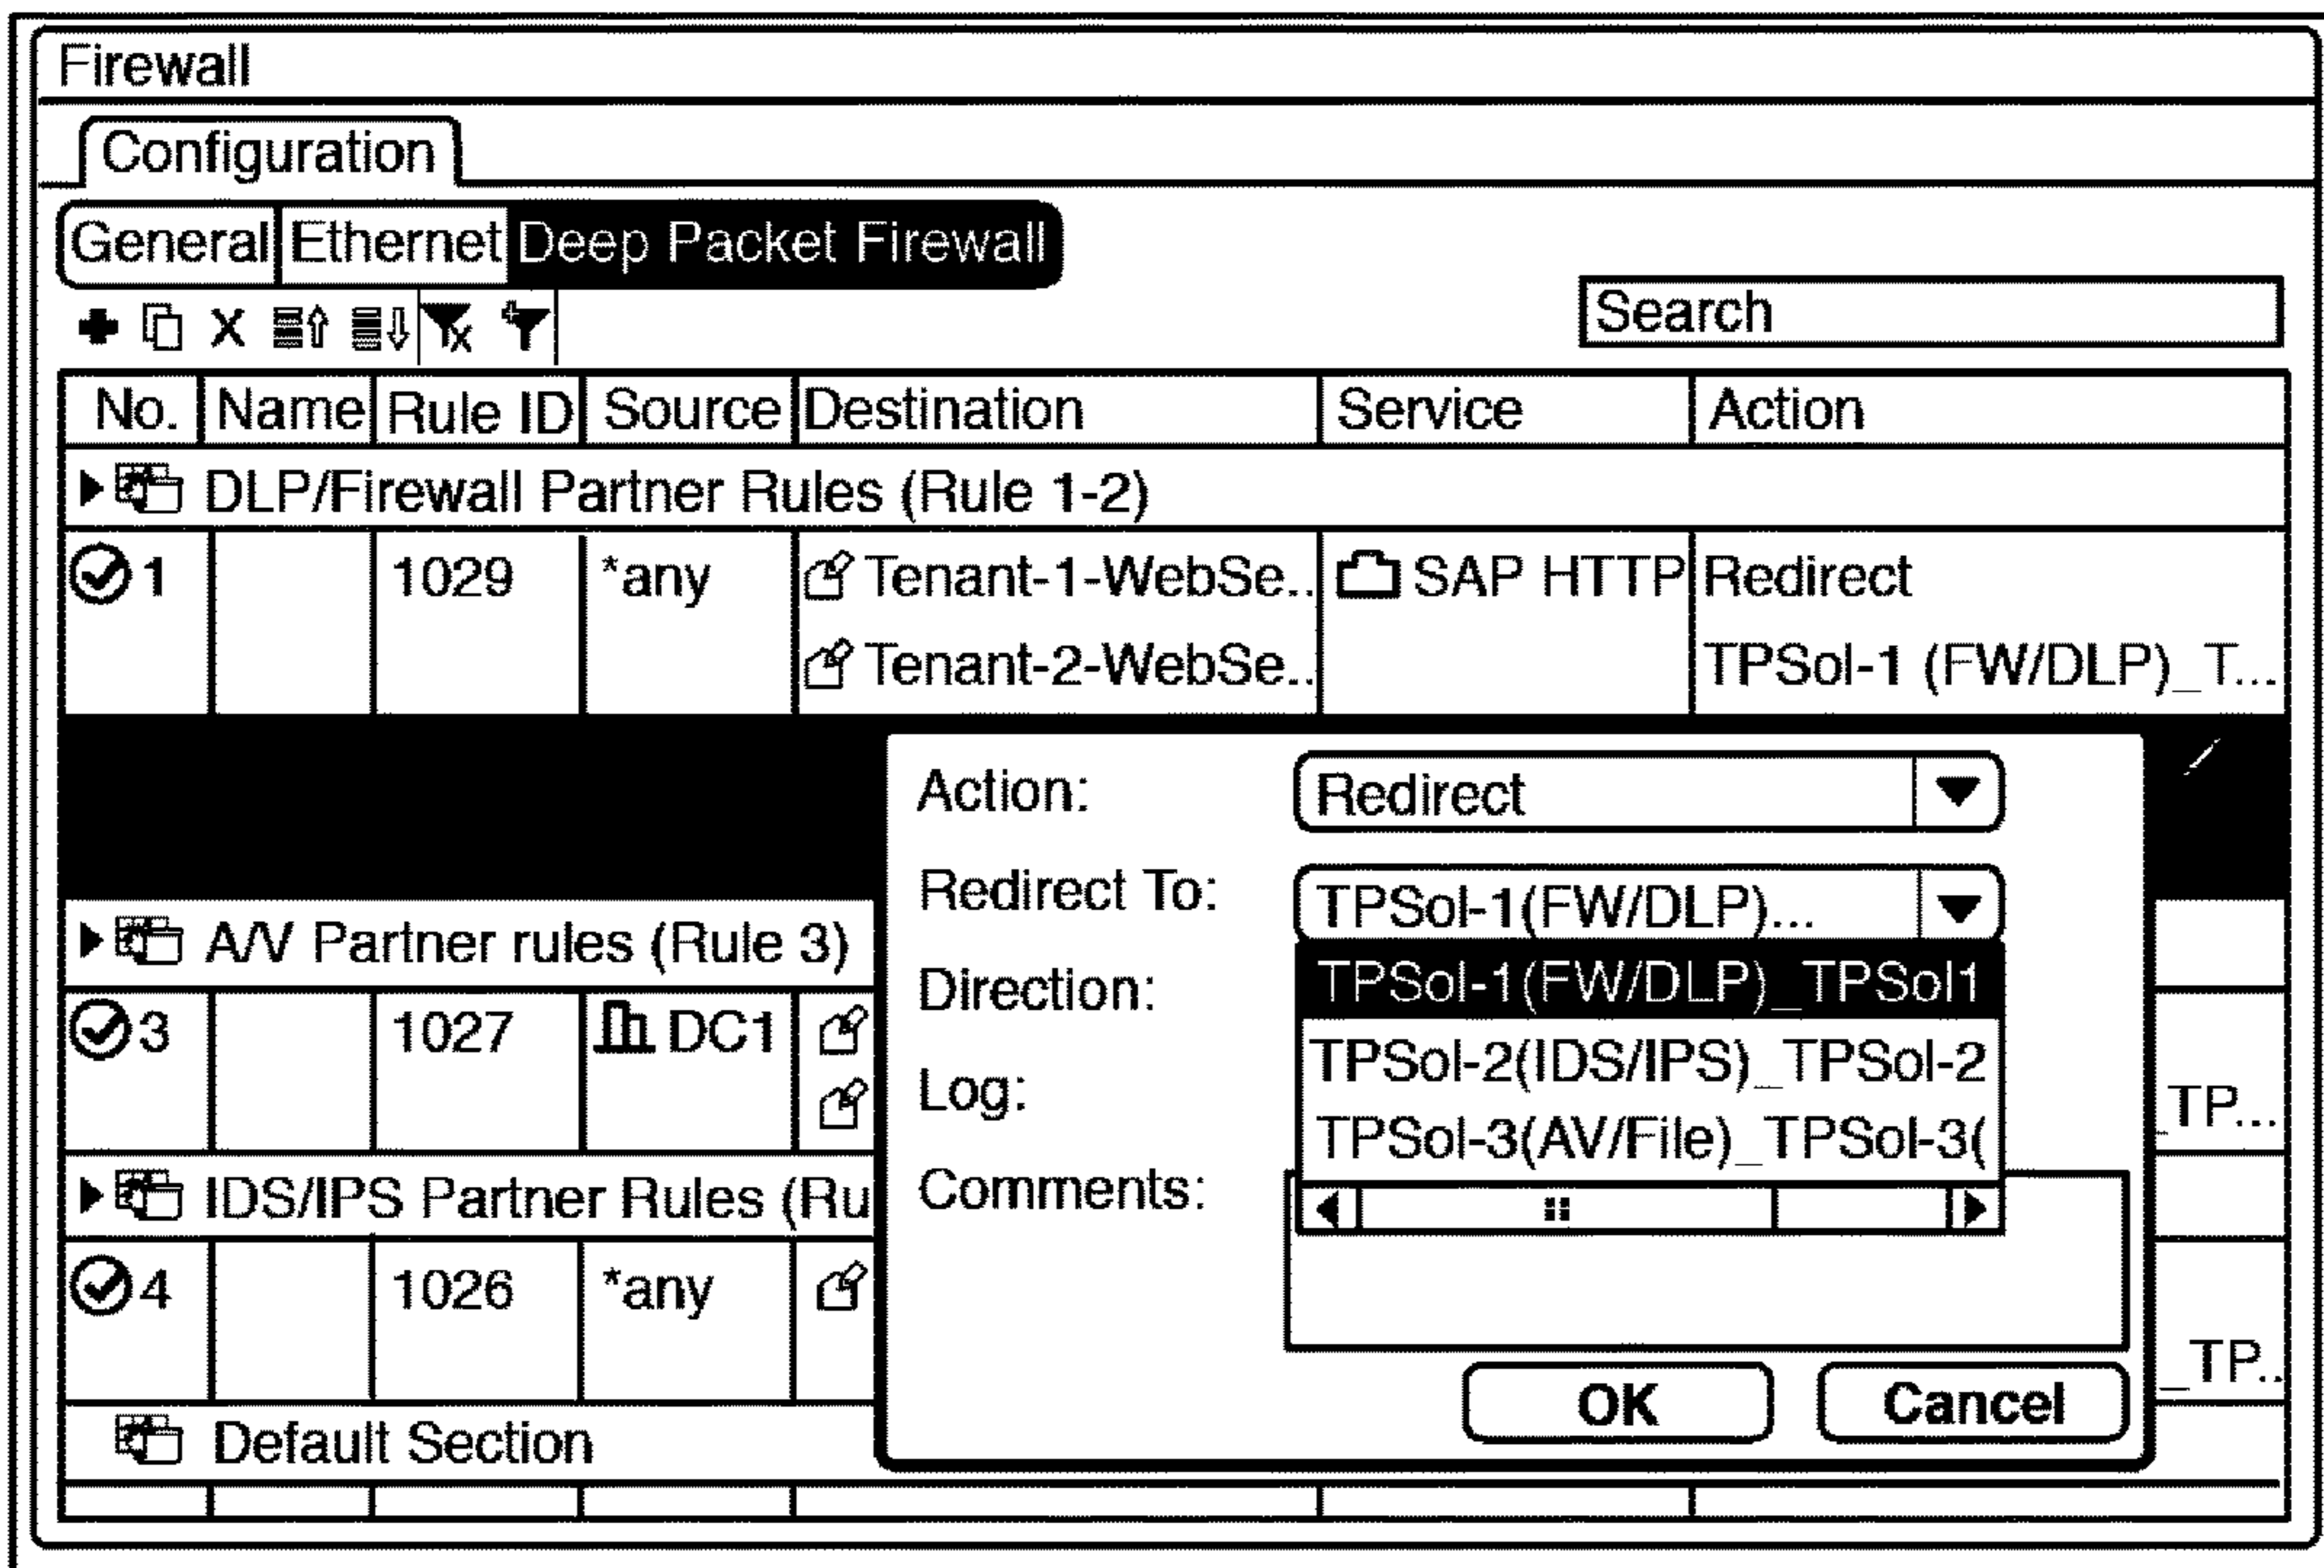 Firewall
Configuration
General Ethernet Deep Packet Firewall
Search
No. Name Rule ID Source Destination Service Action
DLP/Firewall Partner Rules (Rule 1-2)
1 1029 *any Tenant-1-WebSe.. SAP HTTP Redirect
Tenant-2-WebSe.. TPSol-1 (FW/DLP)_T...
Action: Redirect
Redirect To: TPSol-1(FW/DLP)...
TPSol-1(FW/DLP)_TPSol1
TPSol-2(IDS/IPS)_TPSol-2
TPSol-3(AV/File)_TPSol-3(
Direction:
Log:
Comments:
OK Cancel
A/V Partner rules (Rule 3)
3 1027 DC1
_TP...
IDS/IPS Partner Rules (Ru
4 1026 *any
_TP..
Default Section